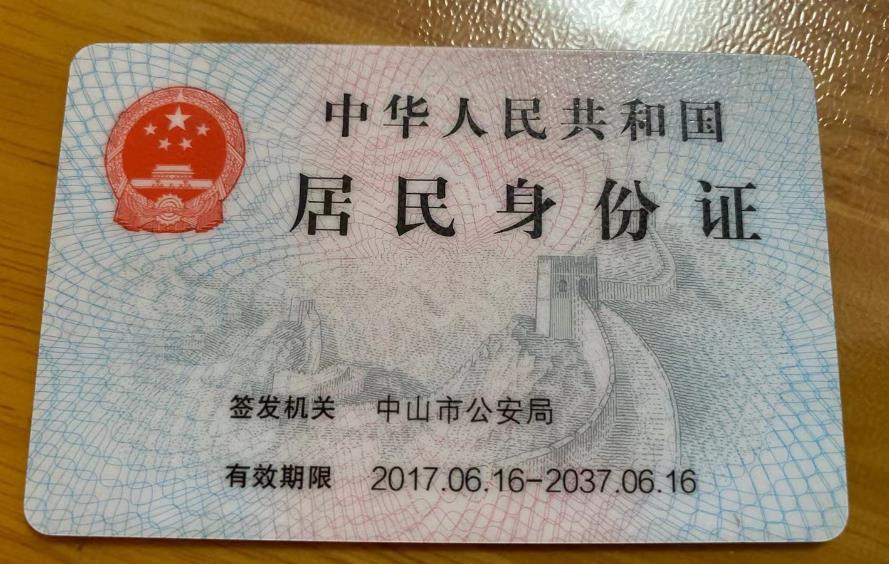 中华人民共和国
居民身份证
签发机关 中山市公安局
有效期限 2017.06.16-2037.06.16